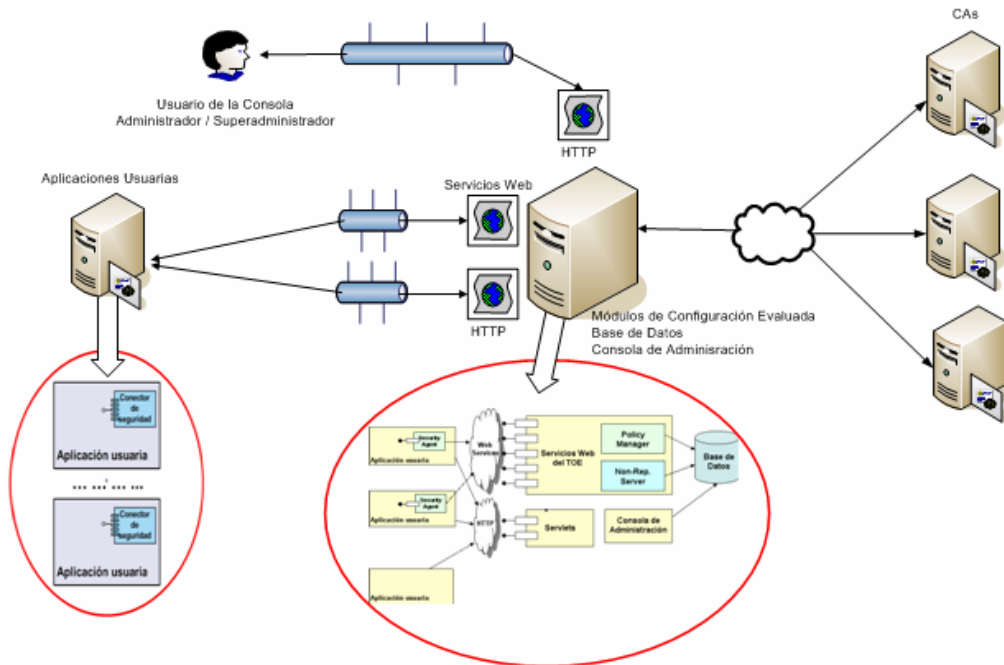 CAs
Usuario de la Consola
Administrador / Superadministrador
HTTP
Aplicaciones Usuarias
Servicios Web
HTTP
Módulos de Configuración Evaluada
Base de Datos
Consola de Adminisración
Conector
de
seguridad
Aplicación usuaria
... ... ... ...
Conector
de
seguridad
Aplicación usuaria
Security
Agent
Aplicación usuaria
Security
Agent
Aplicación usuaria
Aplicación usuaria
Web
Services
HTTP
Servicios Web
del TOE
Policy
Manager
Non-Rep.
Server
Base de
Datos
Servlets
Consola de
Administración